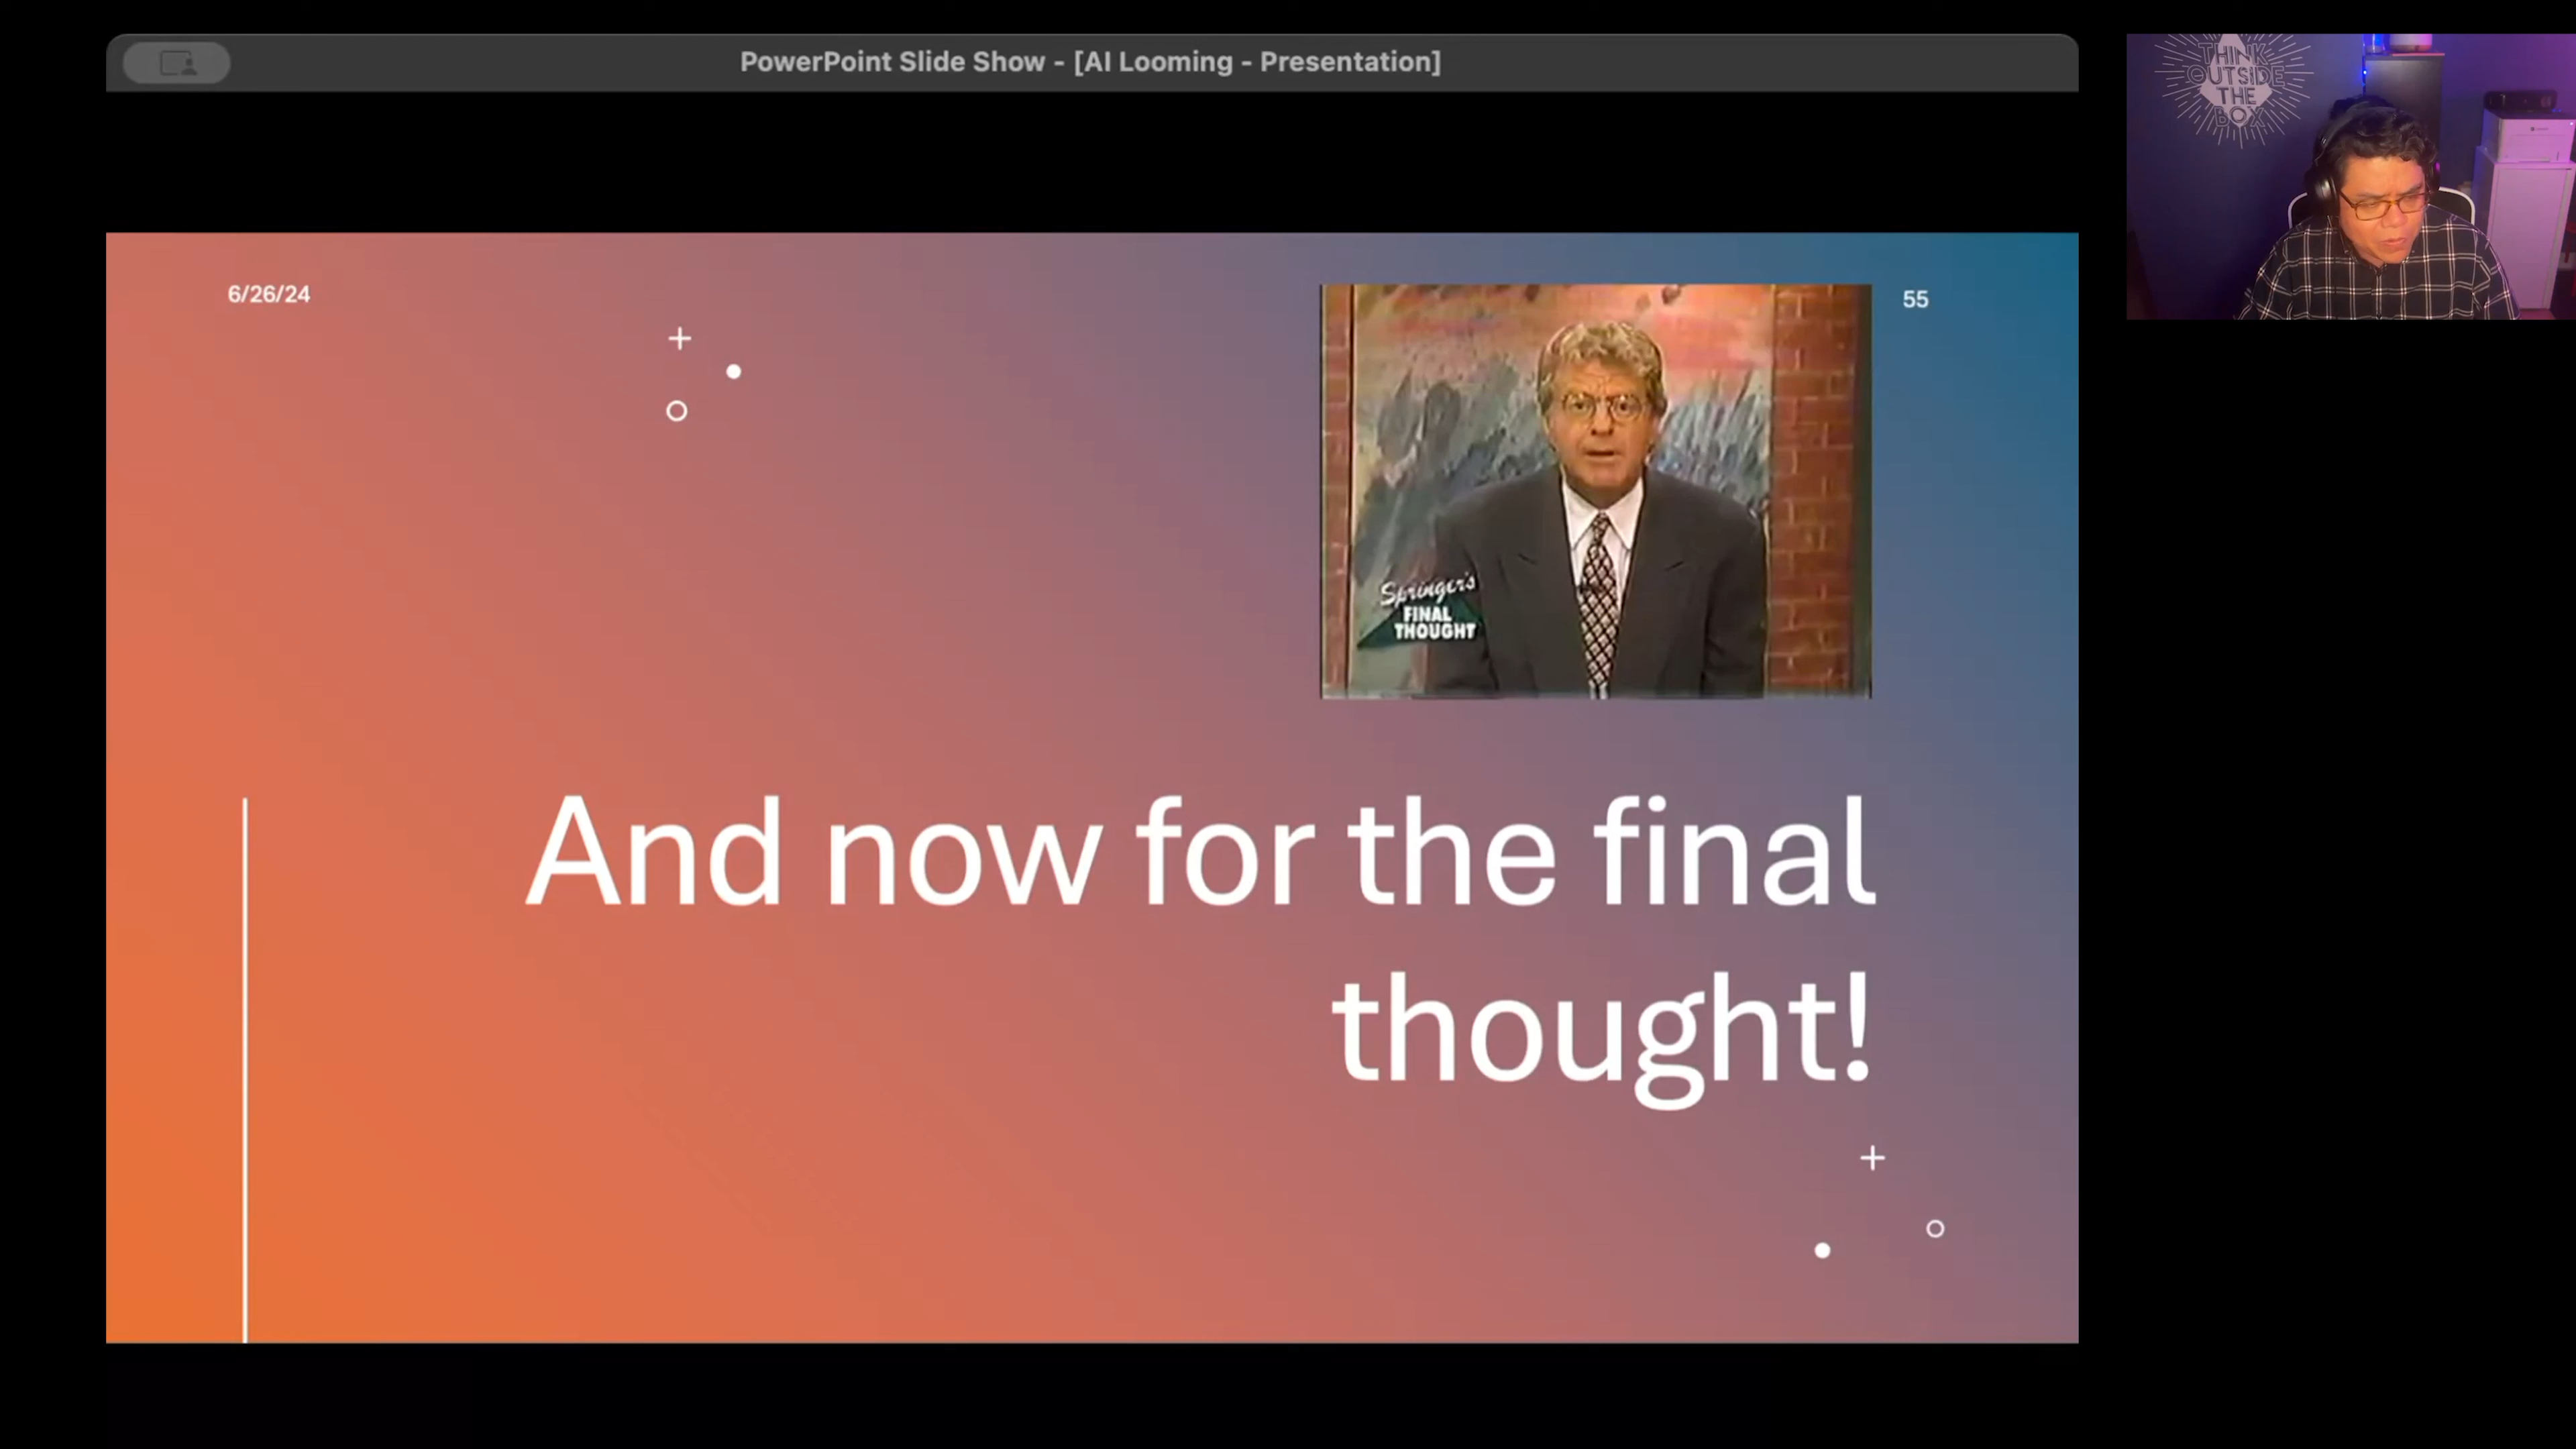 PowerPoint Slide Show - [AI Looming - Presentation]
THINK
OUTSIDE
THE
BOX
6/26/24
55
Springer's
FINAL
THOUGHT
And now for the final
thought!